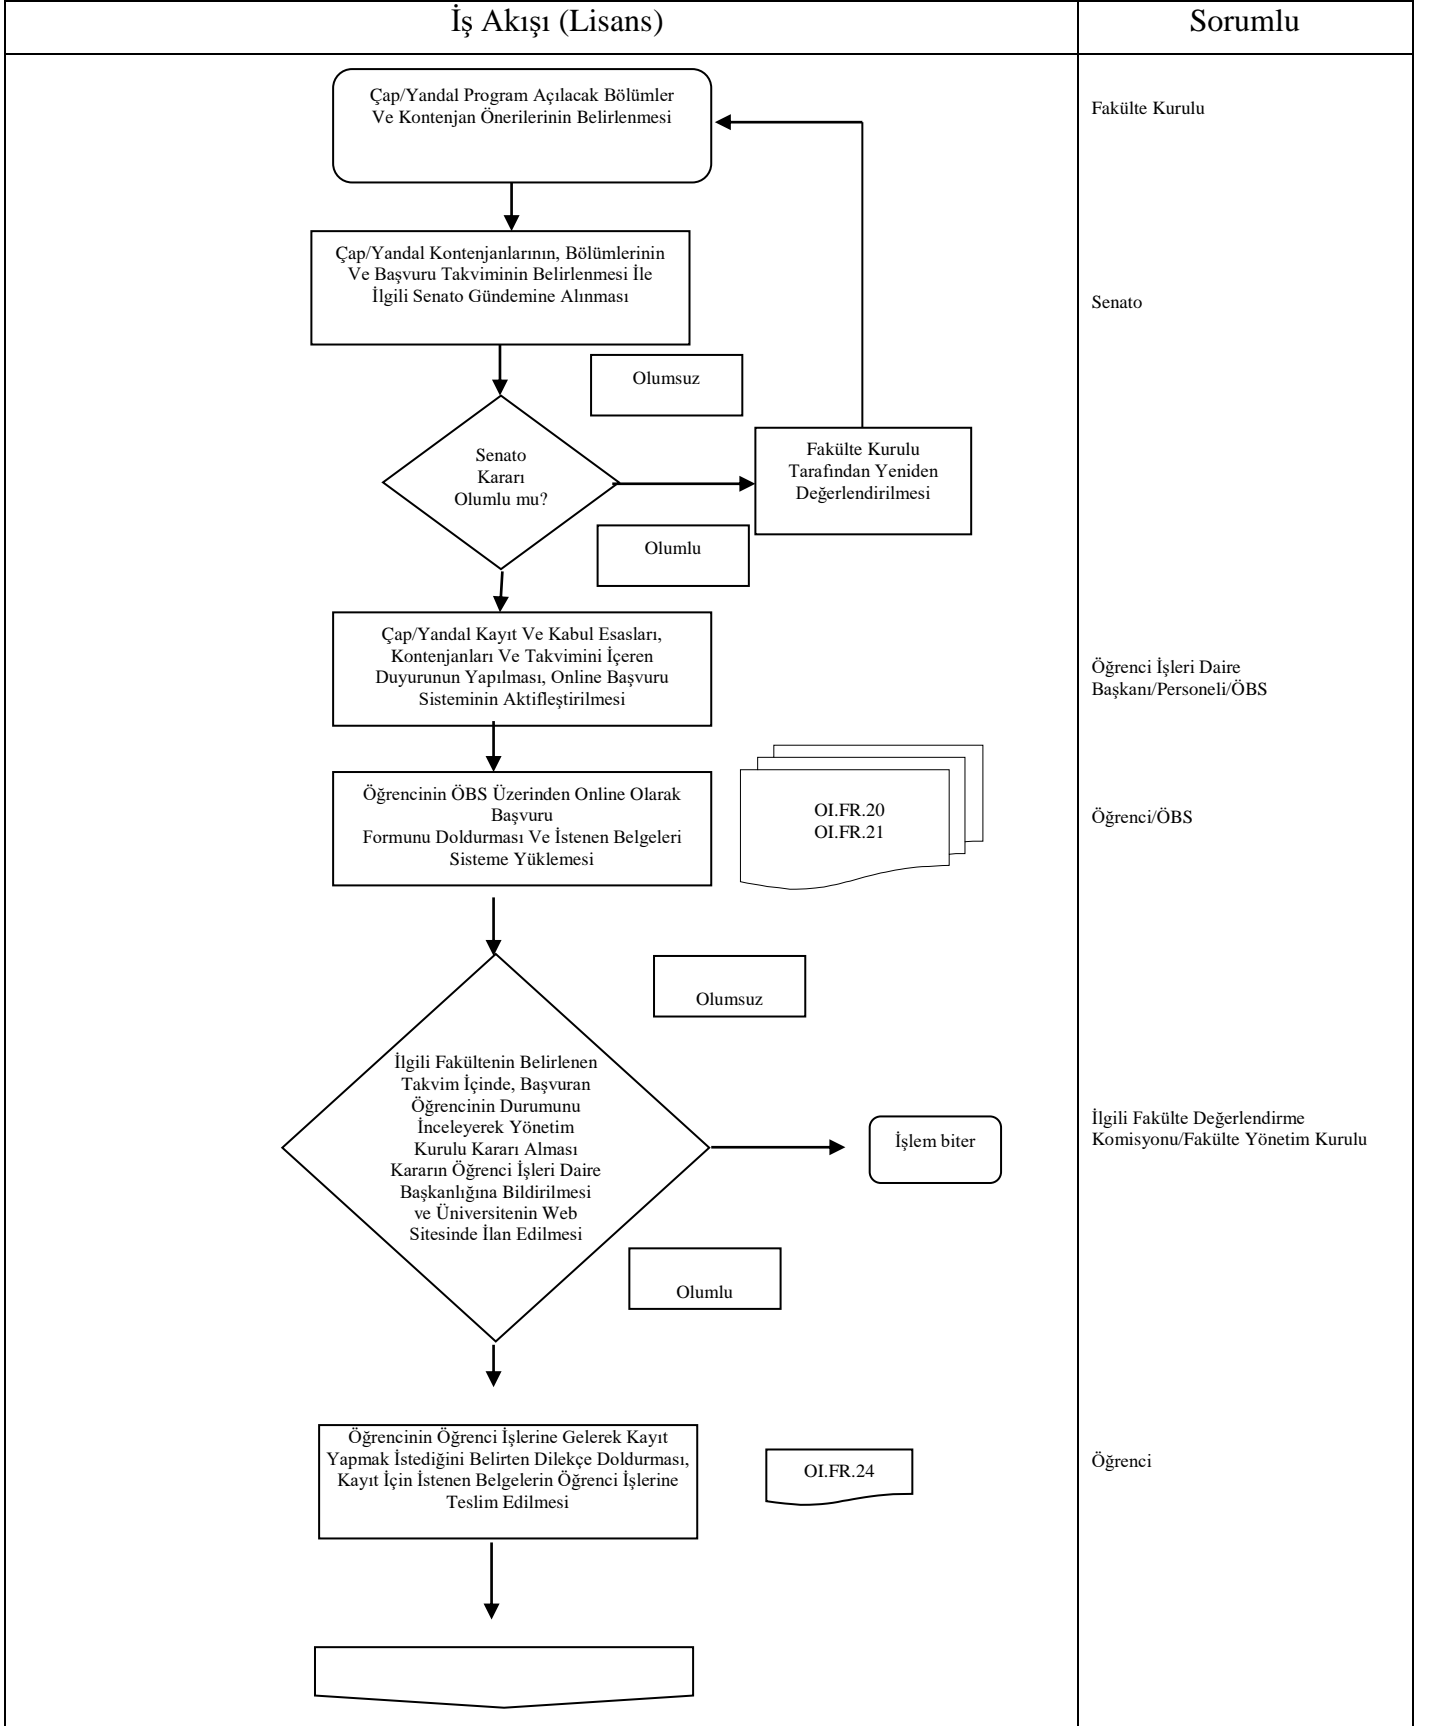 İş Akışı (Lisans)
Sorumlu
Çap/Yandal Program Açılacak Bölümler
Ve Kontenjan Önerilerinin Belirlenmesi
Fakülte Kurulu
Çap/Yandal Kontenjanlarının, Bölümlerinin
Ve Başvuru Takviminin Belirlenmesi İle
İlgili Senato Gündemine Alınması
Senato
Olumsuz
Senato
Kararı
Olumlu mu?
Fakülte Kurulu
Tarafından Yeniden
Değerlendirilmesi
Olumlu
Çap/Yandal Kayıt Ve Kabul Esasları,
Kontenjanları Ve Takvimini İçeren
Duyurunun Yapılması, Online Başvuru
Sisteminin Aktifleştirilmesi
Öğrenci İşleri Daire
Başkanı/Personeli/ÖBS
Öğrencinin ÖBS Üzerinden Online Olarak
Başvuru
Formunu Doldurması Ve İstenen Belgeleri
Sisteme Yüklemesi
OI.FR.20
OI.FR.21
Öğrenci/ÖBS
Olumsuz
İlgili Fakültenin Belirlenen
Takvim İçinde, Başvuran
Öğrencinin Durumunu
İnceleyerek Yönetim
Kurulu Kararı Alması
Kararın Öğrenci İşleri Daire
Başkanlığına Bildirilmesi
ve Üniversitenin Web
Sitesinde İlan Edilmesi
İşlem biter
İlgili Fakülte Değerlendirme
Komisyonu/Fakülte Yönetim Kurulu
Olumlu
Öğrencinin Öğrenci İşlerine Gelerek Kayıt
Yapmak İstediğini Belirten Dilekçe Doldurması,
Kayıt İçin İstenen Belgelerin Öğrenci İşlerine
Teslim Edilmesi
OI.FR.24
Öğrenci